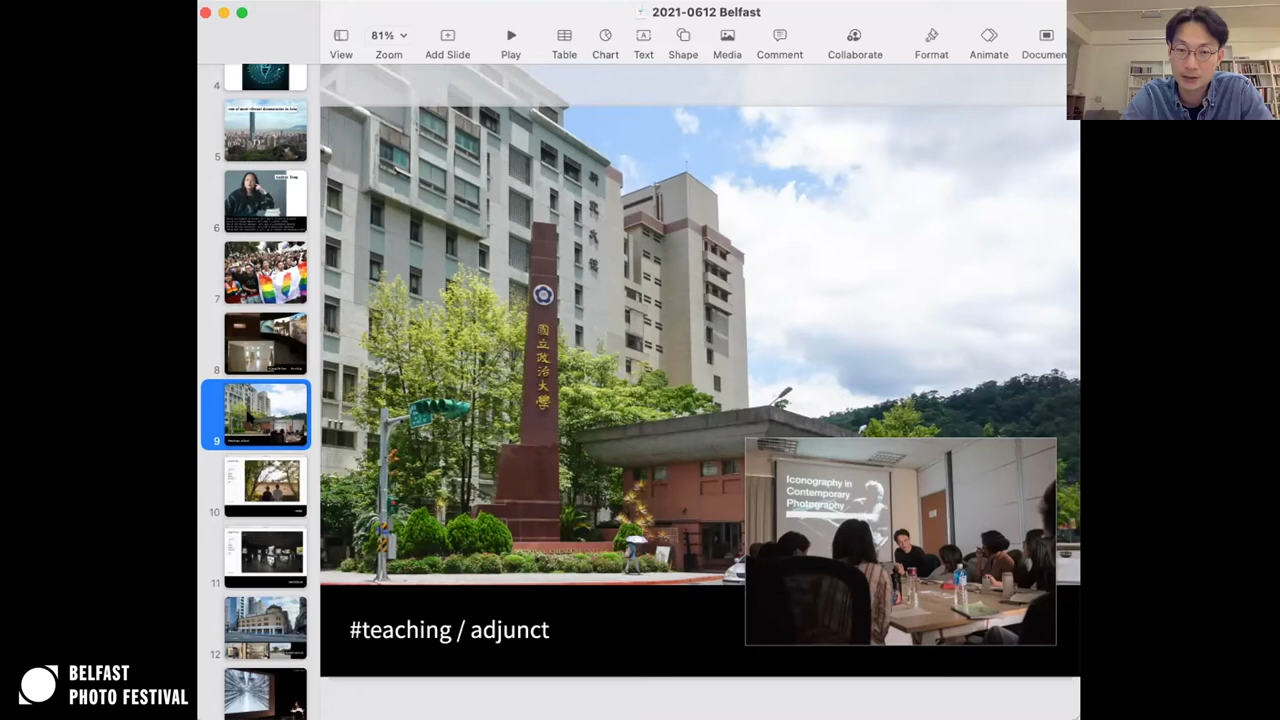 2021-0612 Belfast
81%
View
Zoom
Add Slide
Play
Table
Chart
Text
Shape
Media
Comment
Collaborate
Format
Animate
Documen
4
5
6
7
8
9
10
11
12
國立政治大學
Iconography in
Contemporary
Photography
#teaching / adjunct
BELFAST
PHOTO FESTIVAL